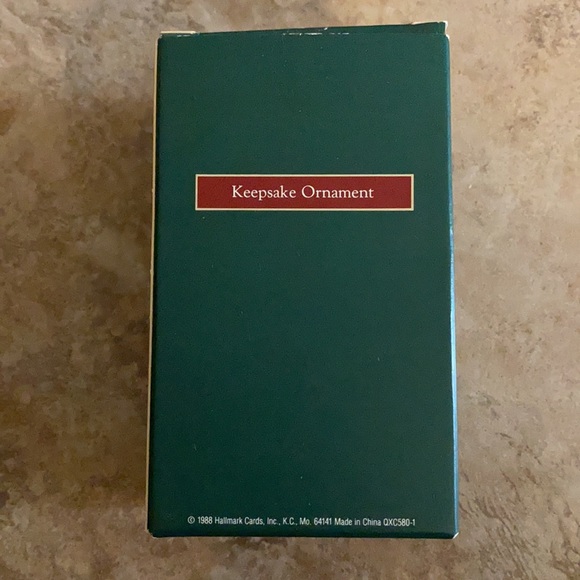 Keepsake Ornament
© 1988 Hallmark Cards, Inc., K.C., Mo. 64141 Made in China QXC580-1